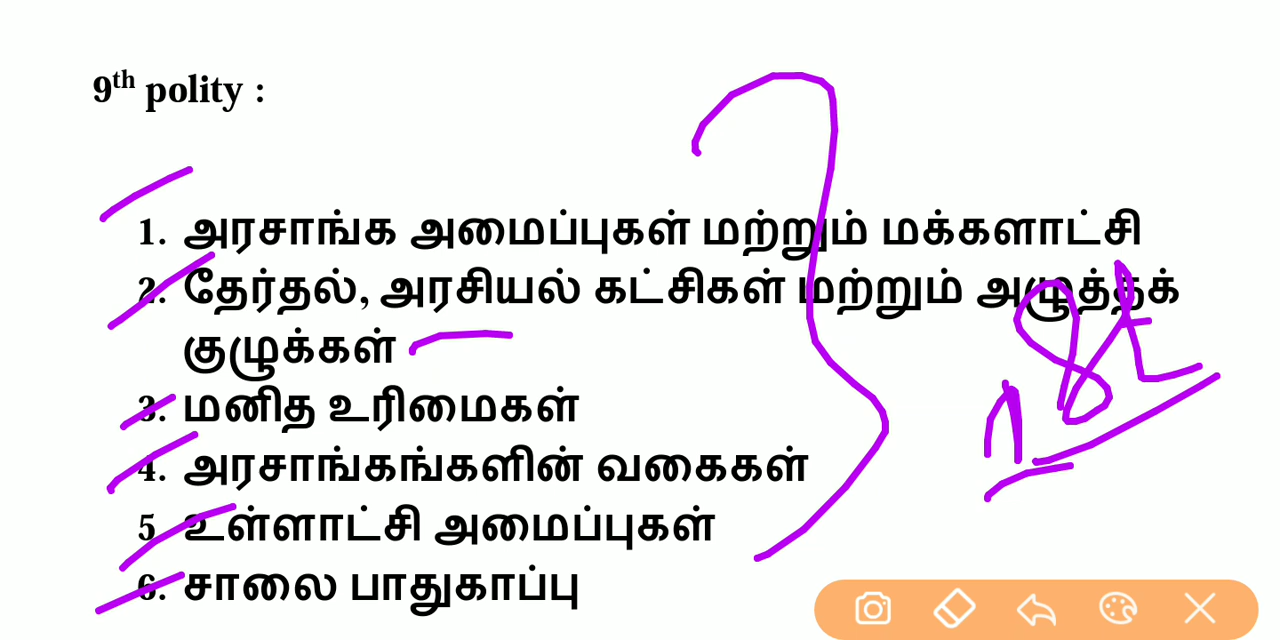 9th polity :
1. அரசாங்க அமைப்புகள் மற்றும் மக்களாட்சி
2. தேர்தல், அரசியல் கட்சிகள் மற்றும் அழுத்தக்
குழுக்கள்
3. மனித உரிமைகள்
4. அரசாங்கங்களின் வகைகள்
5. உள்ளாட்சி அமைப்புகள்
6. சாலை பாதுகாப்பு